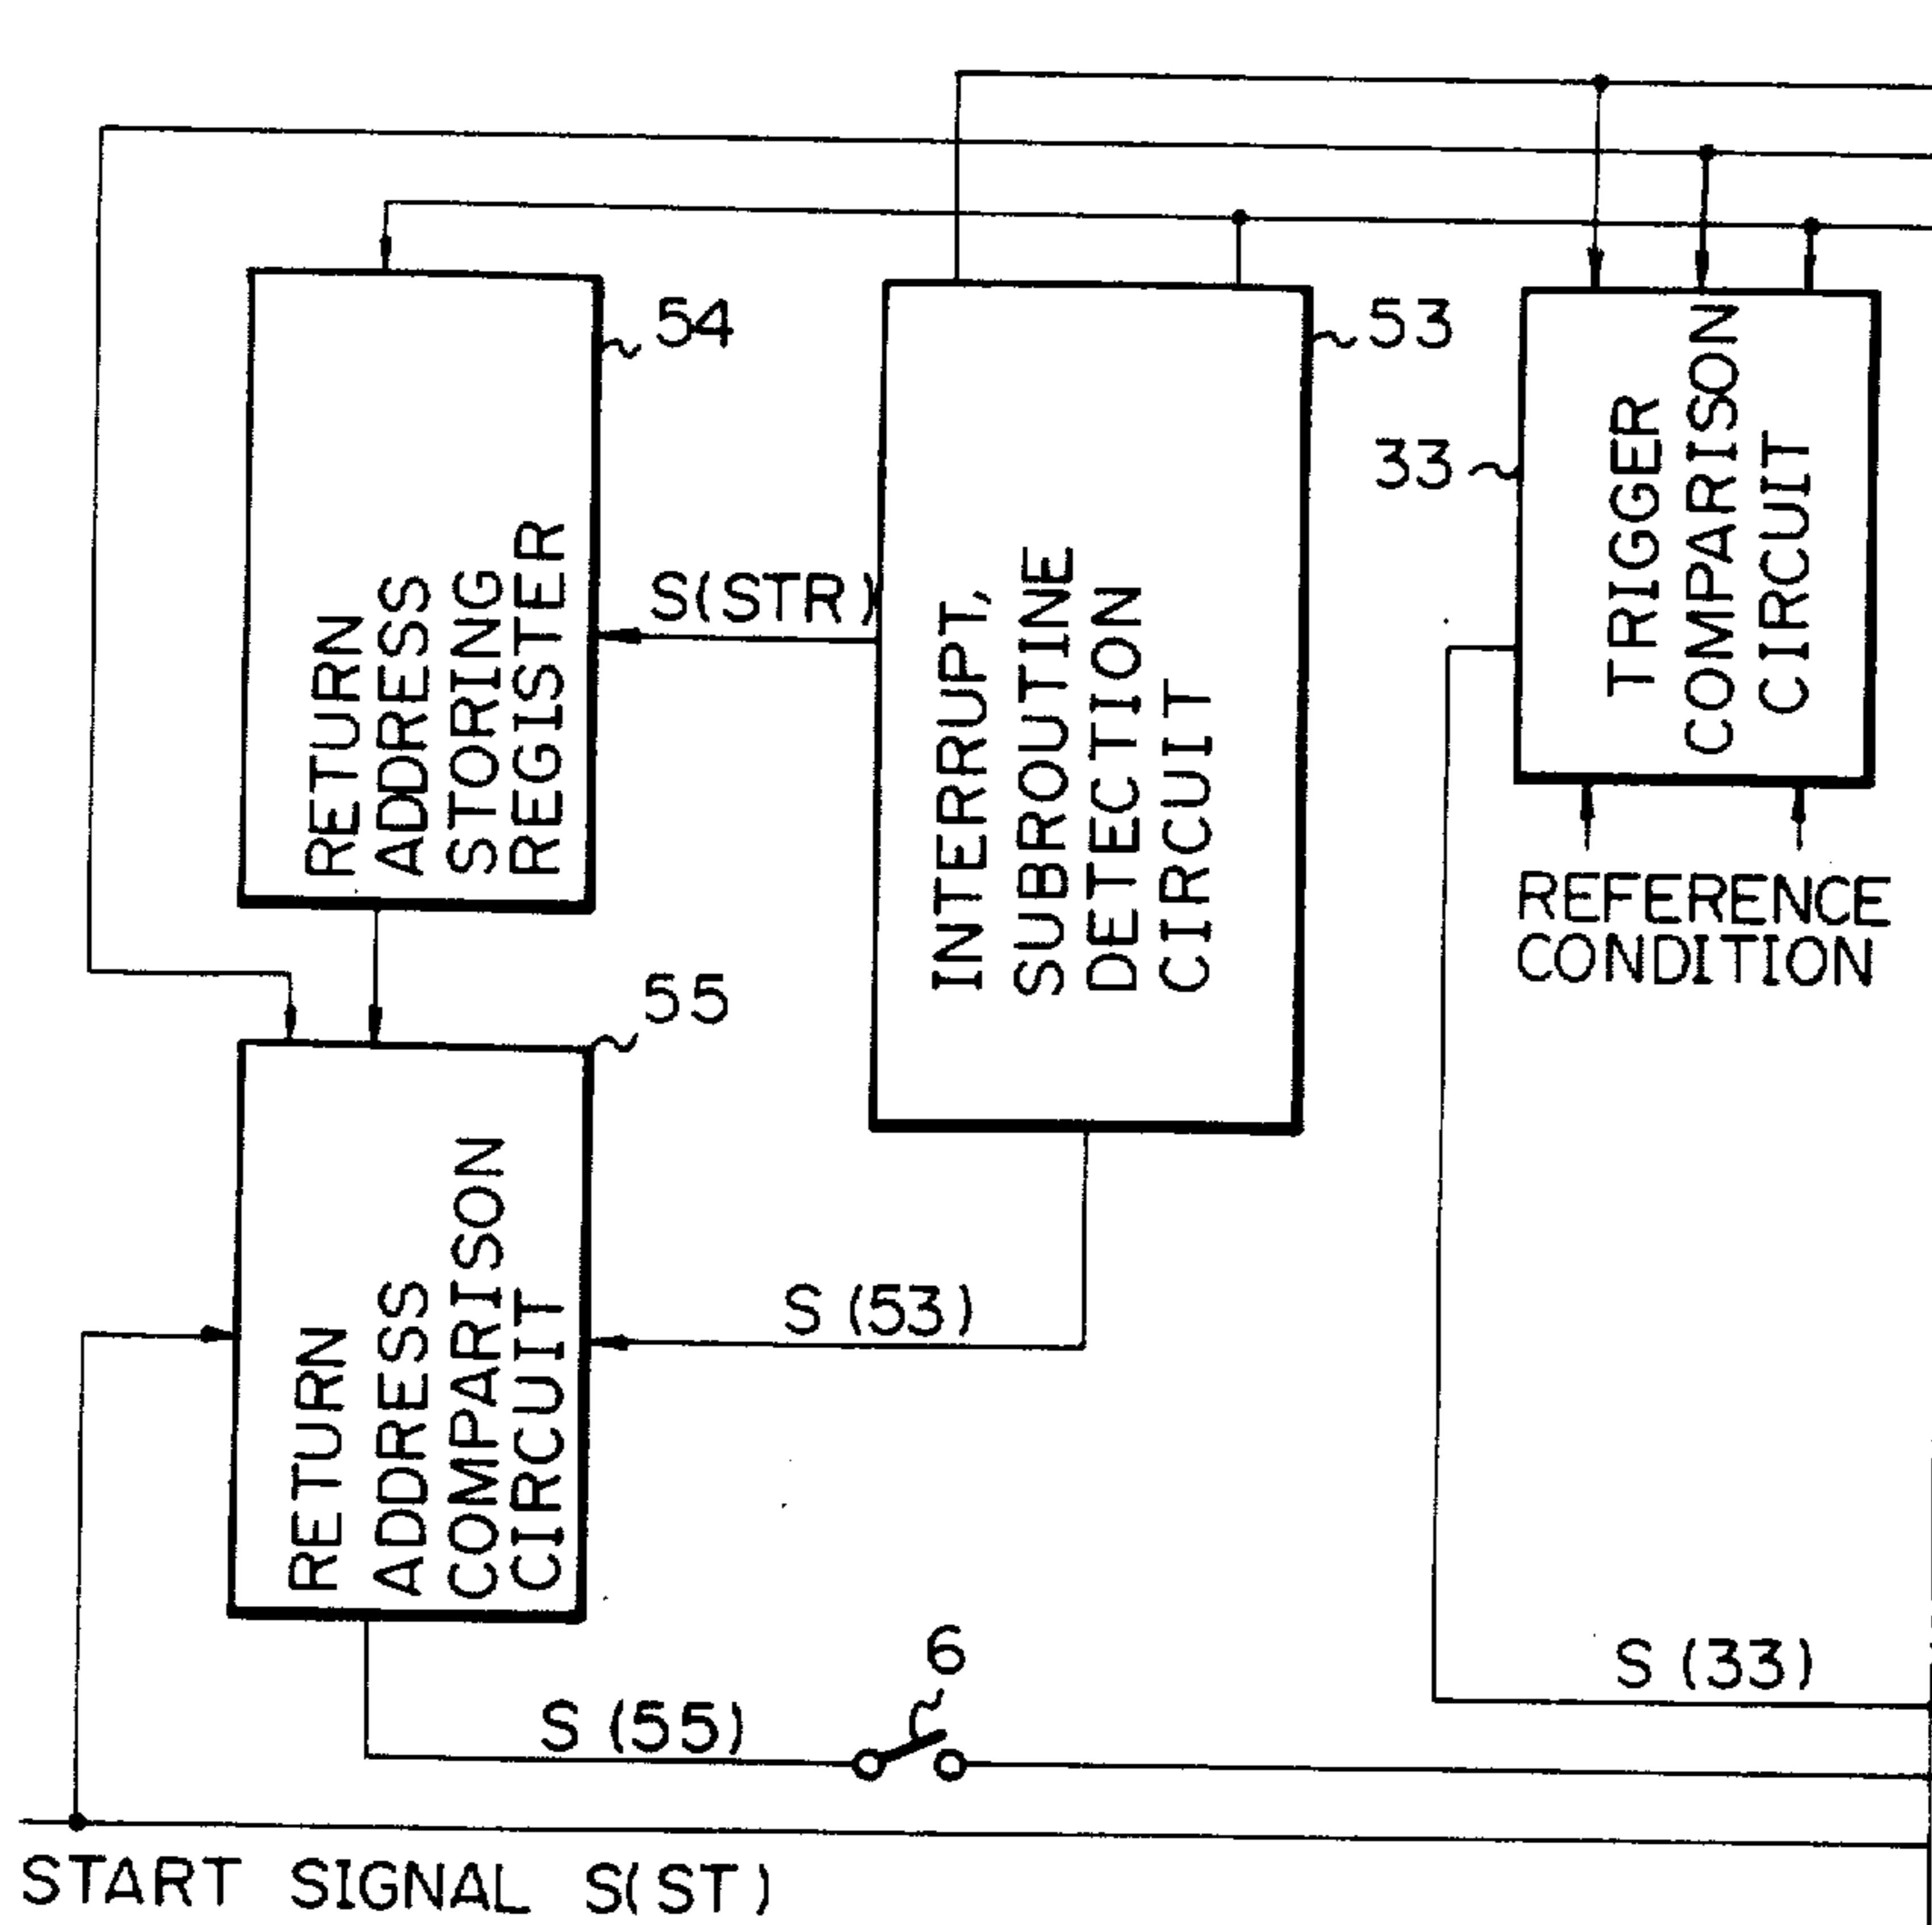 54
RETURN
ADDRESS
STORING
REGISTER
S(STR)
53
INTERRUPT,
SUBROUTINE
DETECTION
CIRCUIT
33
TRIGGER
COMPARISON
CIRCUIT
REFERENCE
CONDITION
55
RETURN
ADDRESS
COMPARISON
CIRCUIT
S (53)
6
S (55)
S (33)
START SIGNAL S(ST)